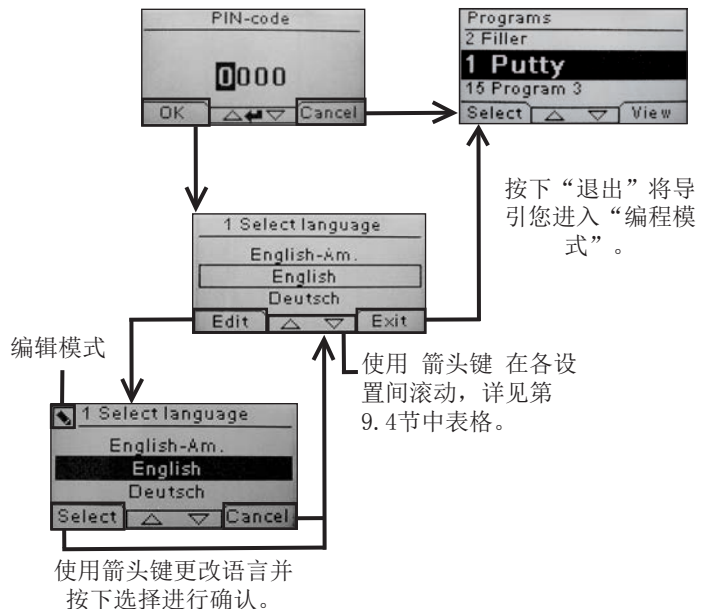 PIN-code
0000
OK
Cancel
Programs
2 Filler
1 Putty
15 Program 3
Select
View
按下“退出”将导
引您进入“编程模
式”。
1 Select language
English-Am.
English
Deutsch
Edit
Exit
编辑模式
使用 箭头键 在各设
置间滚动，详见第
9.4节中表格。
1 Select language
English-Am.
English
Deutsch
Select
Cancel
使用箭头键更改语言并
按下选择进行确认。